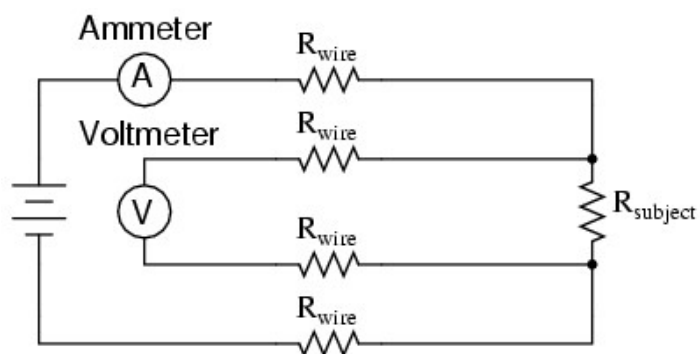 Ammeter
A
Rwire
Voltmeter
Rwire
V
Rsubject
Rwire
Rwire